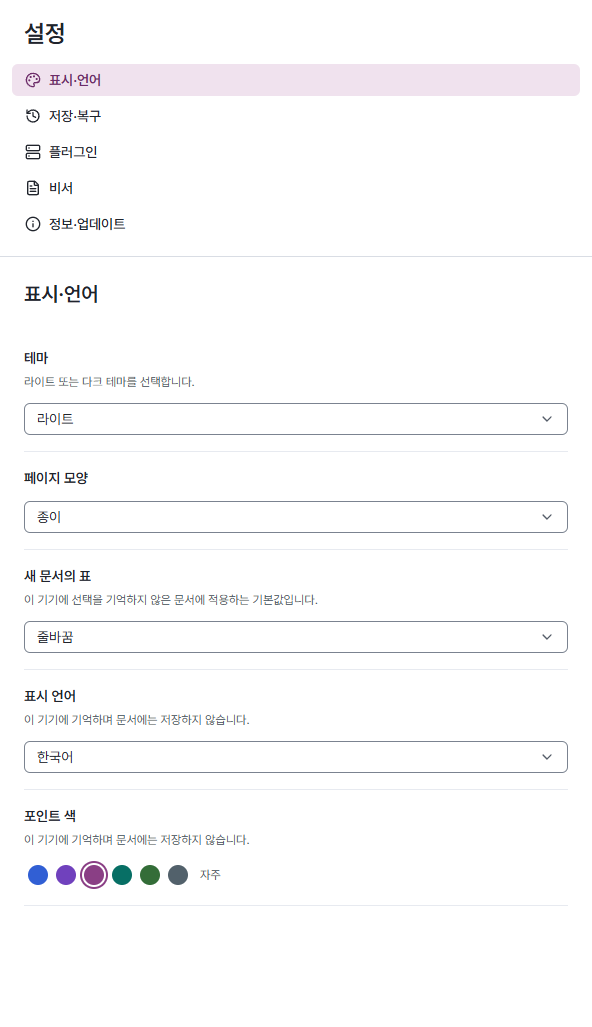 설정
표시·언어
저장·복구
플러그인
비서
정보·업데이트
표시·언어
테마
라이트 또는 다크 테마를 선택합니다.
라이트
페이지 모양
종이
새 문서의 표
이 기기에 선택을 기억하지 않은 문서에 적용하는 기본값입니다.
줄바꿈
표시 언어
이 기기에 기억하며 문서에는 저장하지 않습니다.
한국어
포인트 색
이 기기에 기억하며 문서에는 저장하지 않습니다.
자주